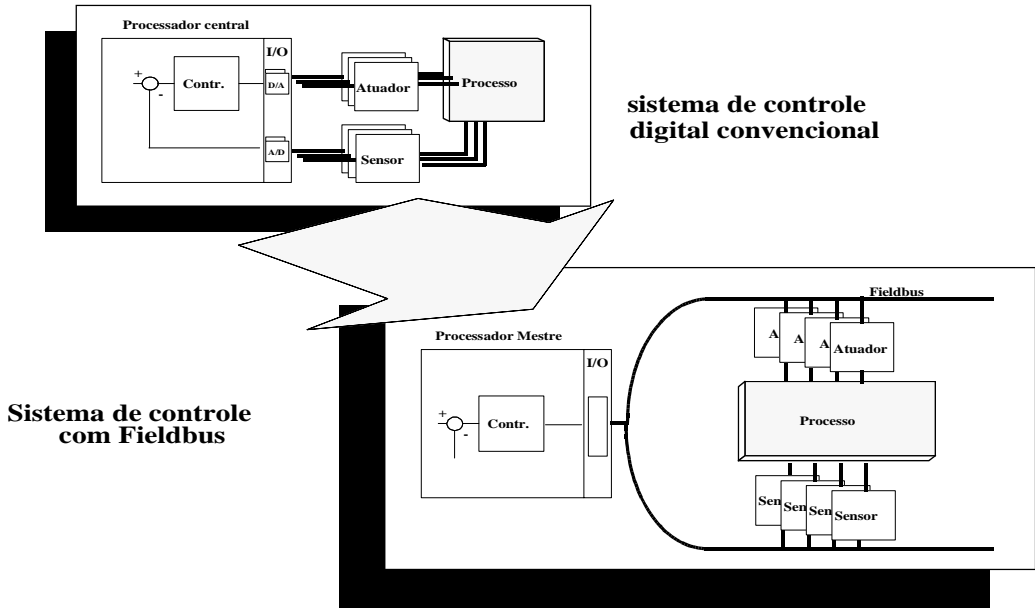 Processador central
I/O
+
-
Contr.
D/A
A/D
Atuador
Sensor
Processo
sistema de controle
digital convencional
Fieldbus
Processador Mestre
I/O
+
-
Contr.
A
A
A
Atuador
Processo
Sen
Sen
Sen
Sensor
Sistema de controle
com Fieldbus